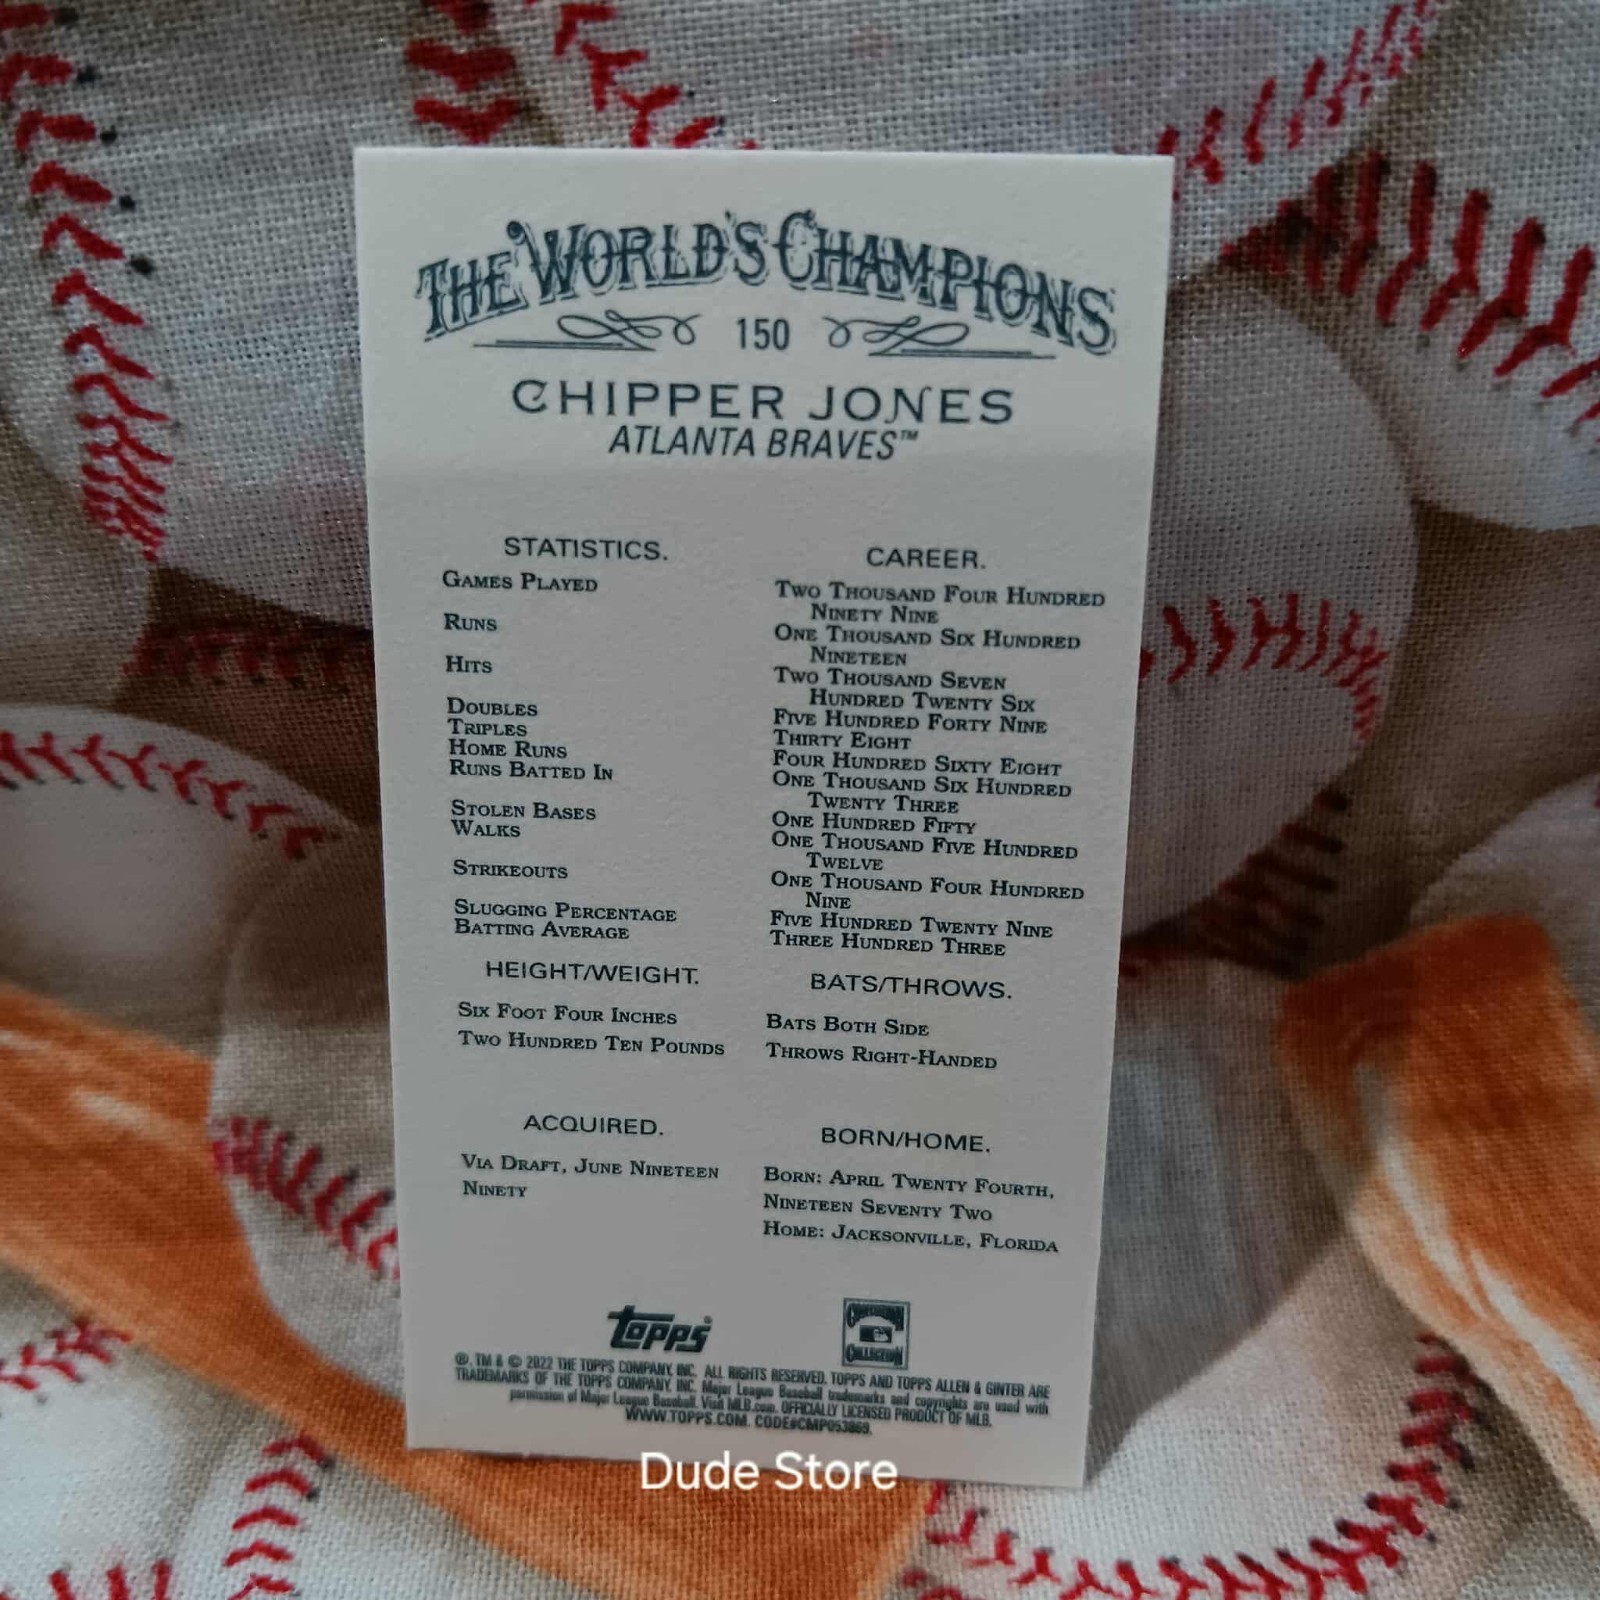 THE WORLD'S CHAMPIONS
150
CHIPPER JONES
ATLANTA BRAVES™
STATISTICS.
GAMES PLAYED
RUNS
HITS
DOUBLES
TRIPLES
HOME RUNS
RUNS BATTED IN
STOLEN BASES
WALKS
STRIKEOUTS
SLUGGING PERCENTAGE
BATTING AVERAGE
CAREER.
TWO THOUSAND FOUR HUNDRED
NINETY NINE
ONE THOUSAND SIX HUNDRED
NINETEEN
TWO THOUSAND SEVEN
HUNDRED TWENTY SIX
FIVE HUNDRED FORTY NINE
THIRTY EIGHT
FOUR HUNDRED SIXTY EIGHT
ONE THOUSAND SIX HUNDRED
TWENTY THREE
ONE HUNDRED FIFTY
ONE THOUSAND FIVE HUNDRED
TWELVE
ONE THOUSAND FOUR HUNDRED
NINE
FIVE HUNDRED TWENTY NINE
THREE HUNDRED THREE
HEIGHT/WEIGHT.
SIX FOOT FOUR INCHES
TWO HUNDRED TEN POUNDS
BATS/THROWS.
BATS BOTH SIDE
THROWS RIGHT-HANDED
ACQUIRED.
VIA DRAFT, JUNE NINETEEN
NINETY
BORN/HOME.
BORN: APRIL TWENTY FOURTH,
NINETEEN SEVENTY TWO
HOME: JACKSONVILLE, FLORIDA
topps
COOPERSTOWN
COLLECTION
®, TM & © 2022 THE TOPPS COMPANY, INC. ALL RIGHTS RESERVED. TOPPS AND TOPPS ALLEN & GINTER ARE
TRADEMARKS OF THE TOPPS COMPANY, INC. Major League Baseball trademarks and copyrights are used with
permission of Major League Baseball. Visit MLB.com. OFFICIALLY LICENSED PRODUCT OF MLB.
WWW.TOPPS.COM. CODE#CMP053869.
Dude Store